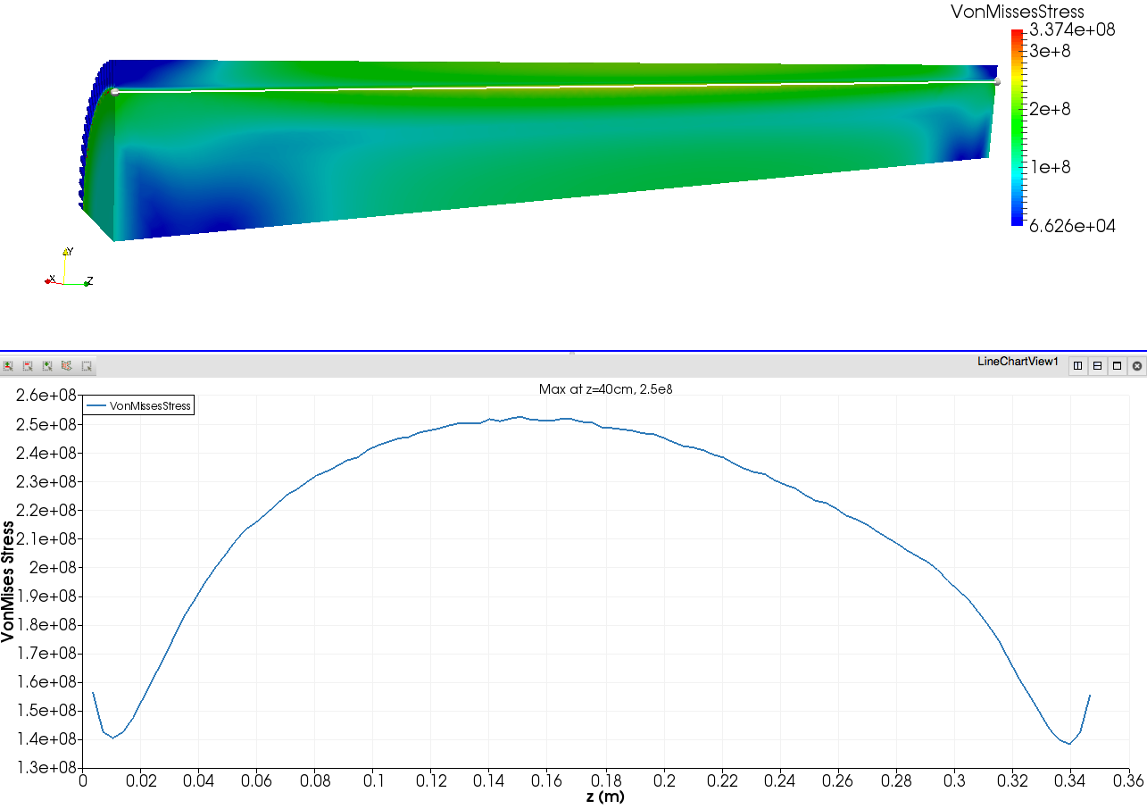 VonMissesStress
3.374e+08
3e+8
2e+8
1e+8
6.626e+04
Y
X
Z
LineChartView1
Max at z=40cm, 2.5e8
VonMissesStress
2.6e+08
2.5e+08
2.4e+08
2.3e+08
2.2e+08
2.1e+08
2e+08
1.9e+08
1.8e+08
1.7e+08
1.6e+08
1.5e+08
1.4e+08
1.3e+08
VonMises Stress
0 0.02 0.04 0.06 0.08 0.1 0.12 0.14 0.16 0.18 0.2 0.22 0.24 0.26 0.28 0.3 0.32 0.34 0.36
z (m)